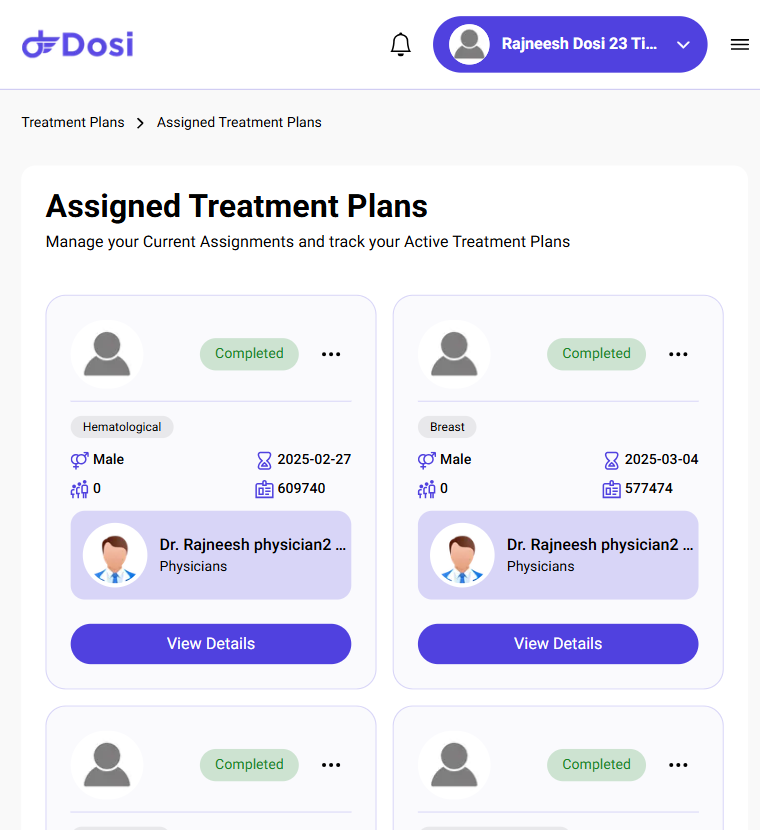 Dosi
Rajneesh Dosi 23 Ti...
Treatment Plans > Assigned Treatment Plans
Assigned Treatment Plans
Manage your Current Assignments and track your Active Treatment Plans
Completed
Hematological
Male 2025-02-27
0 609740
Dr. Rajneesh physician2 ...
Physicians
View Details
Completed
Breast
Male 2025-03-04
0 577474
Dr. Rajneesh physician2 ...
Physicians
View Details
Completed
Completed